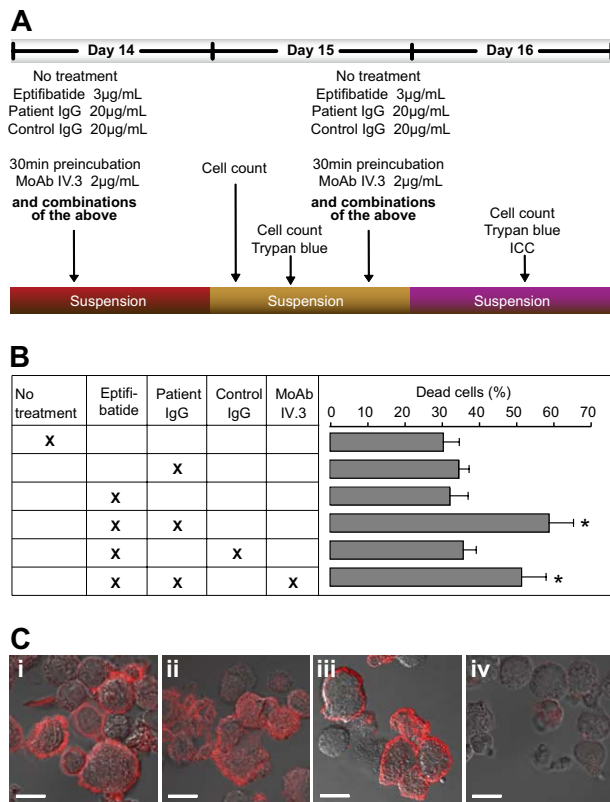 A
Day 14 Day 15 Day 16
No treatment
Eptifibatide 3µg/mL
Patient IgG 20µg/mL
Control IgG 20µg/mL
30min preincubation
MoAb IV.3 2µg/mL
and combinations
of the above
Cell count
Cell count
Trypan blue
No treatment
Eptifibatide 3µg/mL
Patient IgG 20µg/mL
Control IgG 20µg/mL
30min preincubation
MoAb IV.3 2µg/mL
and combinations
of the above
Cell count
Trypan blue
ICC
Suspension Suspension Suspension
B
No
treatment
Eptifi-
batide
Patient
IgG
Control
IgG
MoAb
IV.3
Dead cells (%)
0 10 20 30 40 50 60 70
X
X
X
X X *
X X
X X X *
C
i ii iii iv